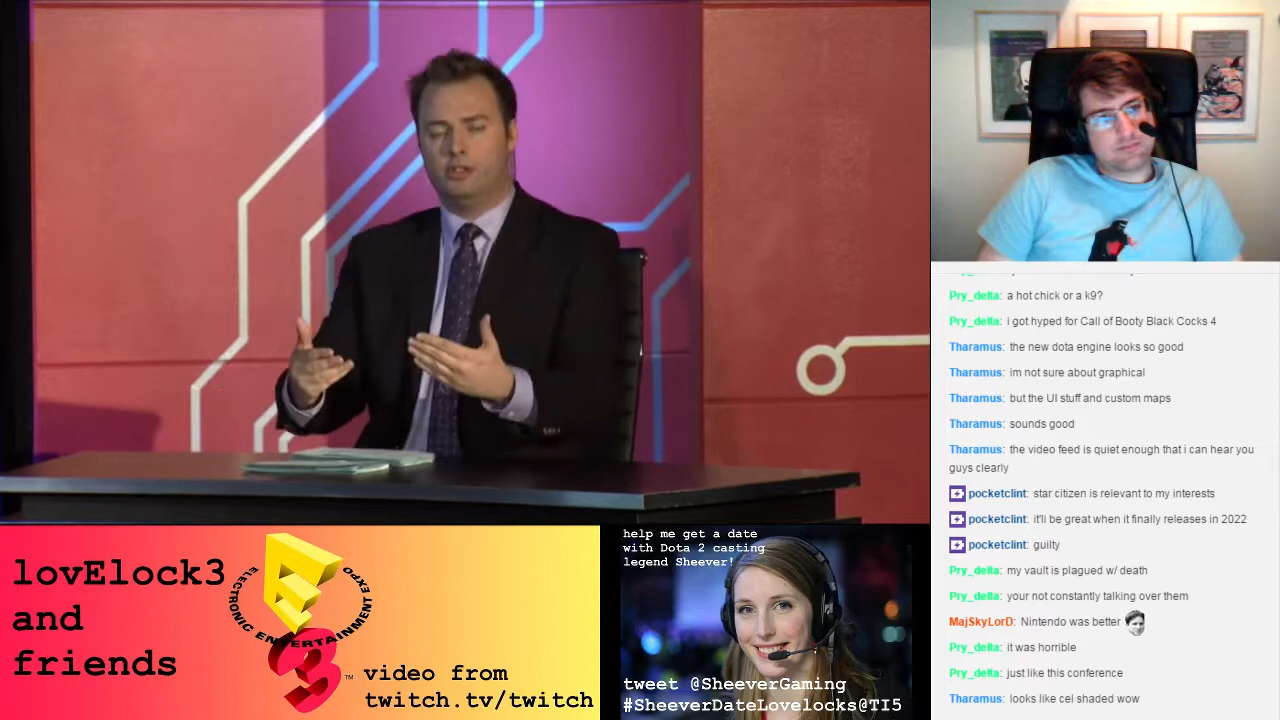 Pry_delta: a hot chick or a k9?
Pry_delta: i got hyped for Call of Booty Black Cocks 4
Tharamus: the new dota engine looks so good
Tharamus: im not sure about graphical
Tharamus: but the UI stuff and custom maps
Tharamus: sounds good
Tharamus: the video feed is quiet enough that i can hear you
guys clearly
pocketclint: star citizen is relevant to my interests
pocketclint: it'll be great when it finally releases in 2022
pocketclint: guilty
Pry_delta: my vault is plagued w/ death
Pry_delta: your not constantly talking over them
MajSkyLorD: Nintendo was better
Pry_delta: it was horrible
Pry_delta: just like this conference
Tharamus: looks like cel shaded wow
lovElock3
and
friends
E3
ELECTRONIC ENTERTAINMENT EXPO
TM
video from
twitch.tv/twitch
help me get a date
with Dota 2 casting
legend Sheever!
tweet @SheeverGaming
#SheeverDateLovelocks@TI5